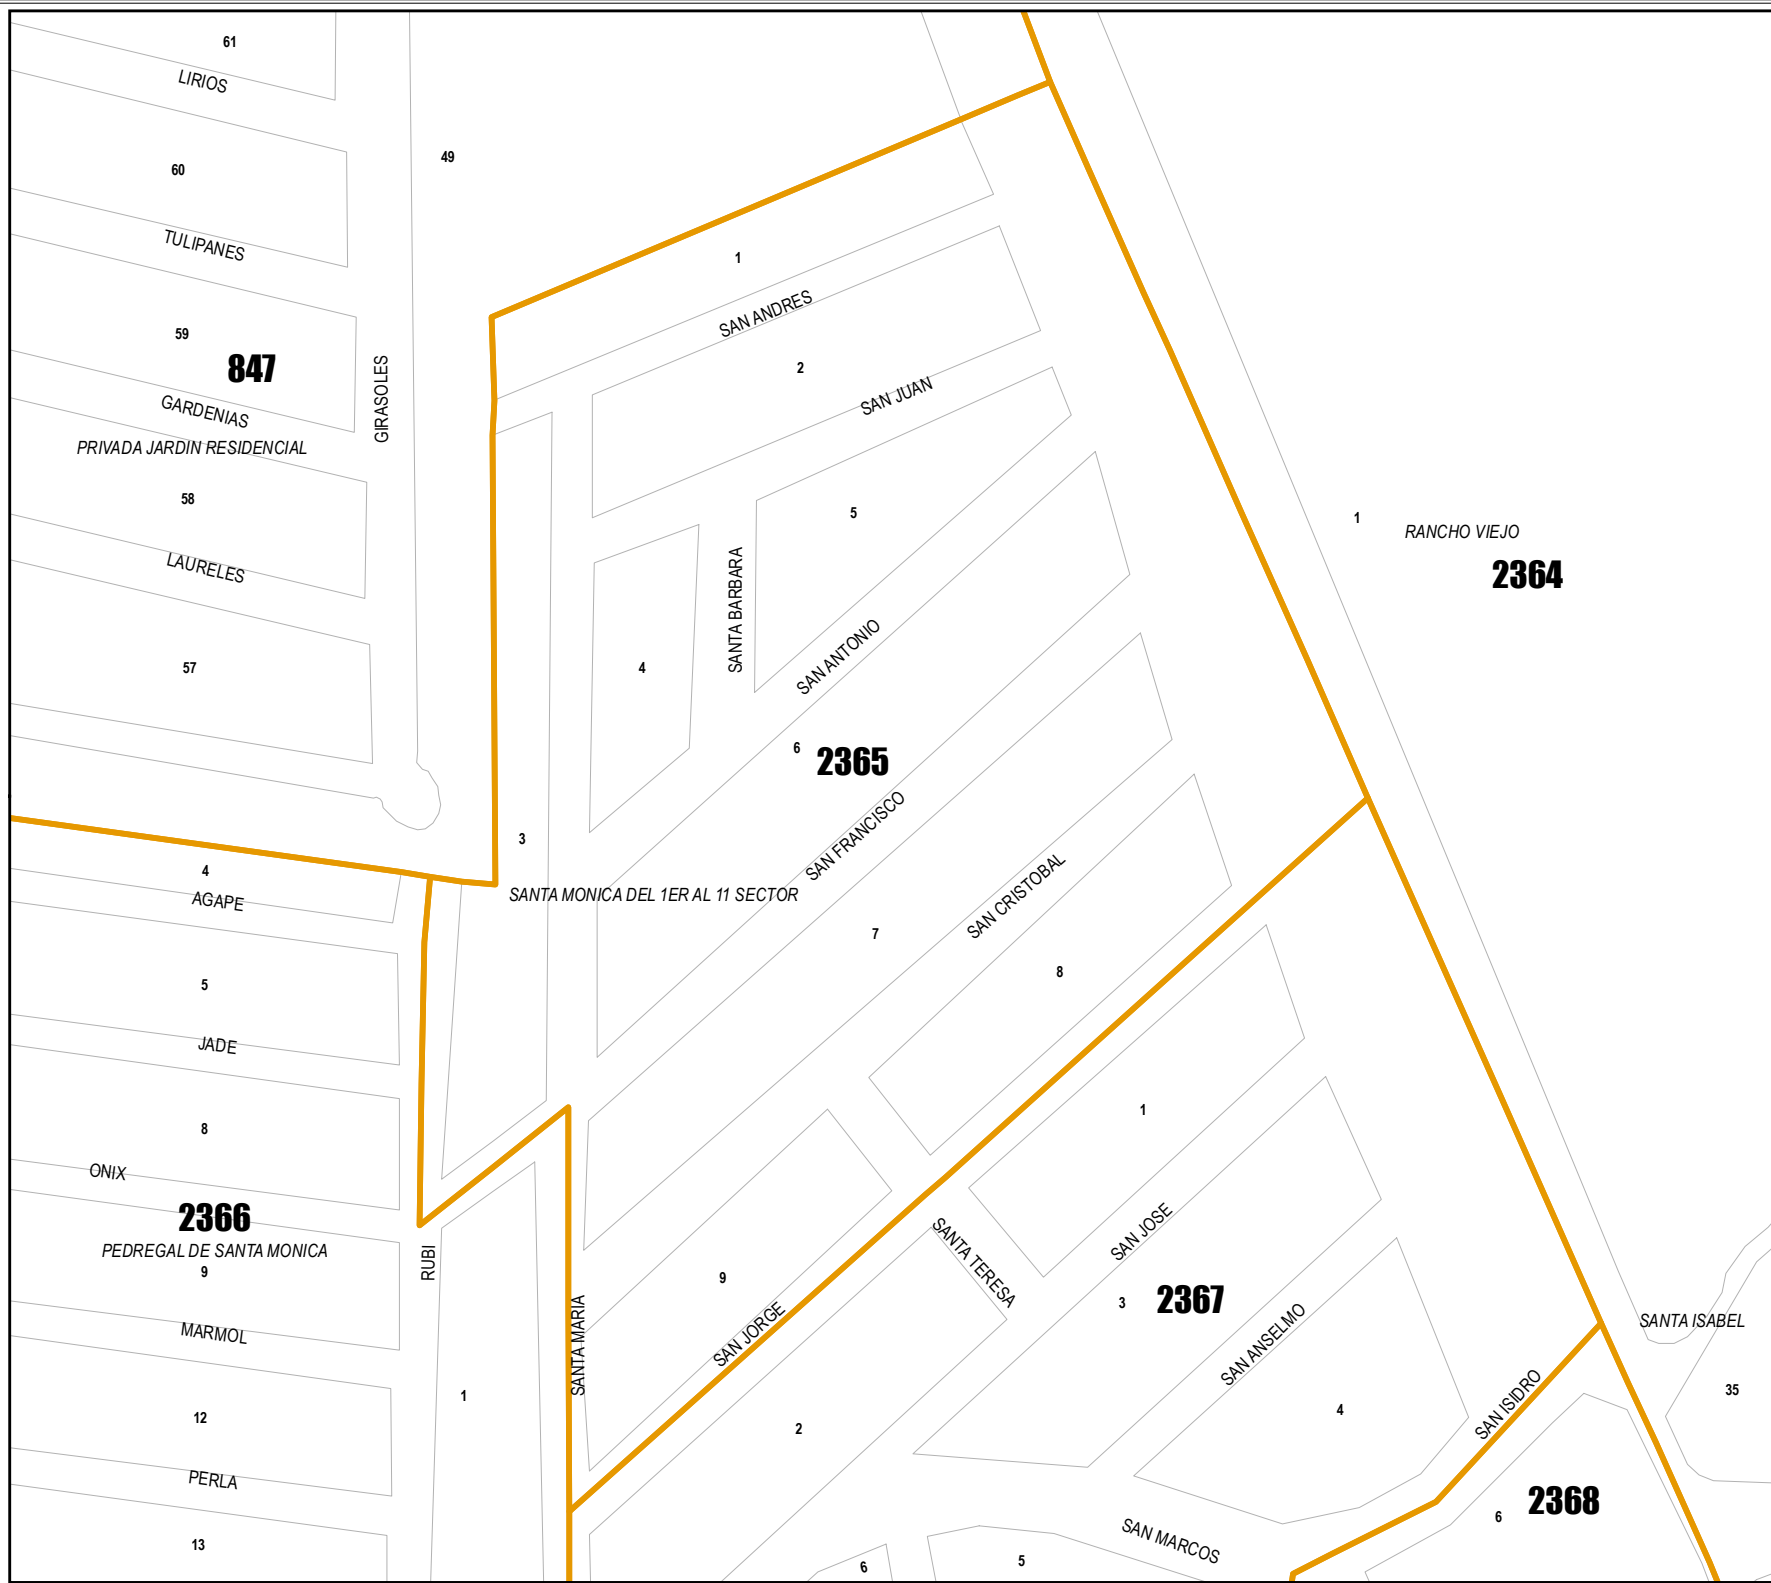 61
LIRIOS
49
60
TULIPANES
1
SAN ANDRES
59
847
GIRASOLES
2
SAN JUAN
GARDENIAS
PRIVADA JARDIN RESIDENCIAL
58
5
1
RANCHO VIEJO
2364
LAURELES
SANTA BARBARA
SAN ANTONIO
57
4
6
2365
SAN FRANCISCO
3
4
AGAPE
SANTA MONICA DEL 1ER AL 11 SECTOR
SAN CRISTOBAL
7
8
5
JADE
8
1
ONIX
2366
PEDREGAL DE SANTA MONICA
9
RUBI
SANTA MARIA
9
SAN JORGE
SANTA TERESA
SAN JOSE
3
2367
SAN ANSELMO
SANTA ISABEL
MARMOL
1
12
2
4
SAN ISIDRO
35
PERLA
2368
6
SAN MARCOS
13
6
5